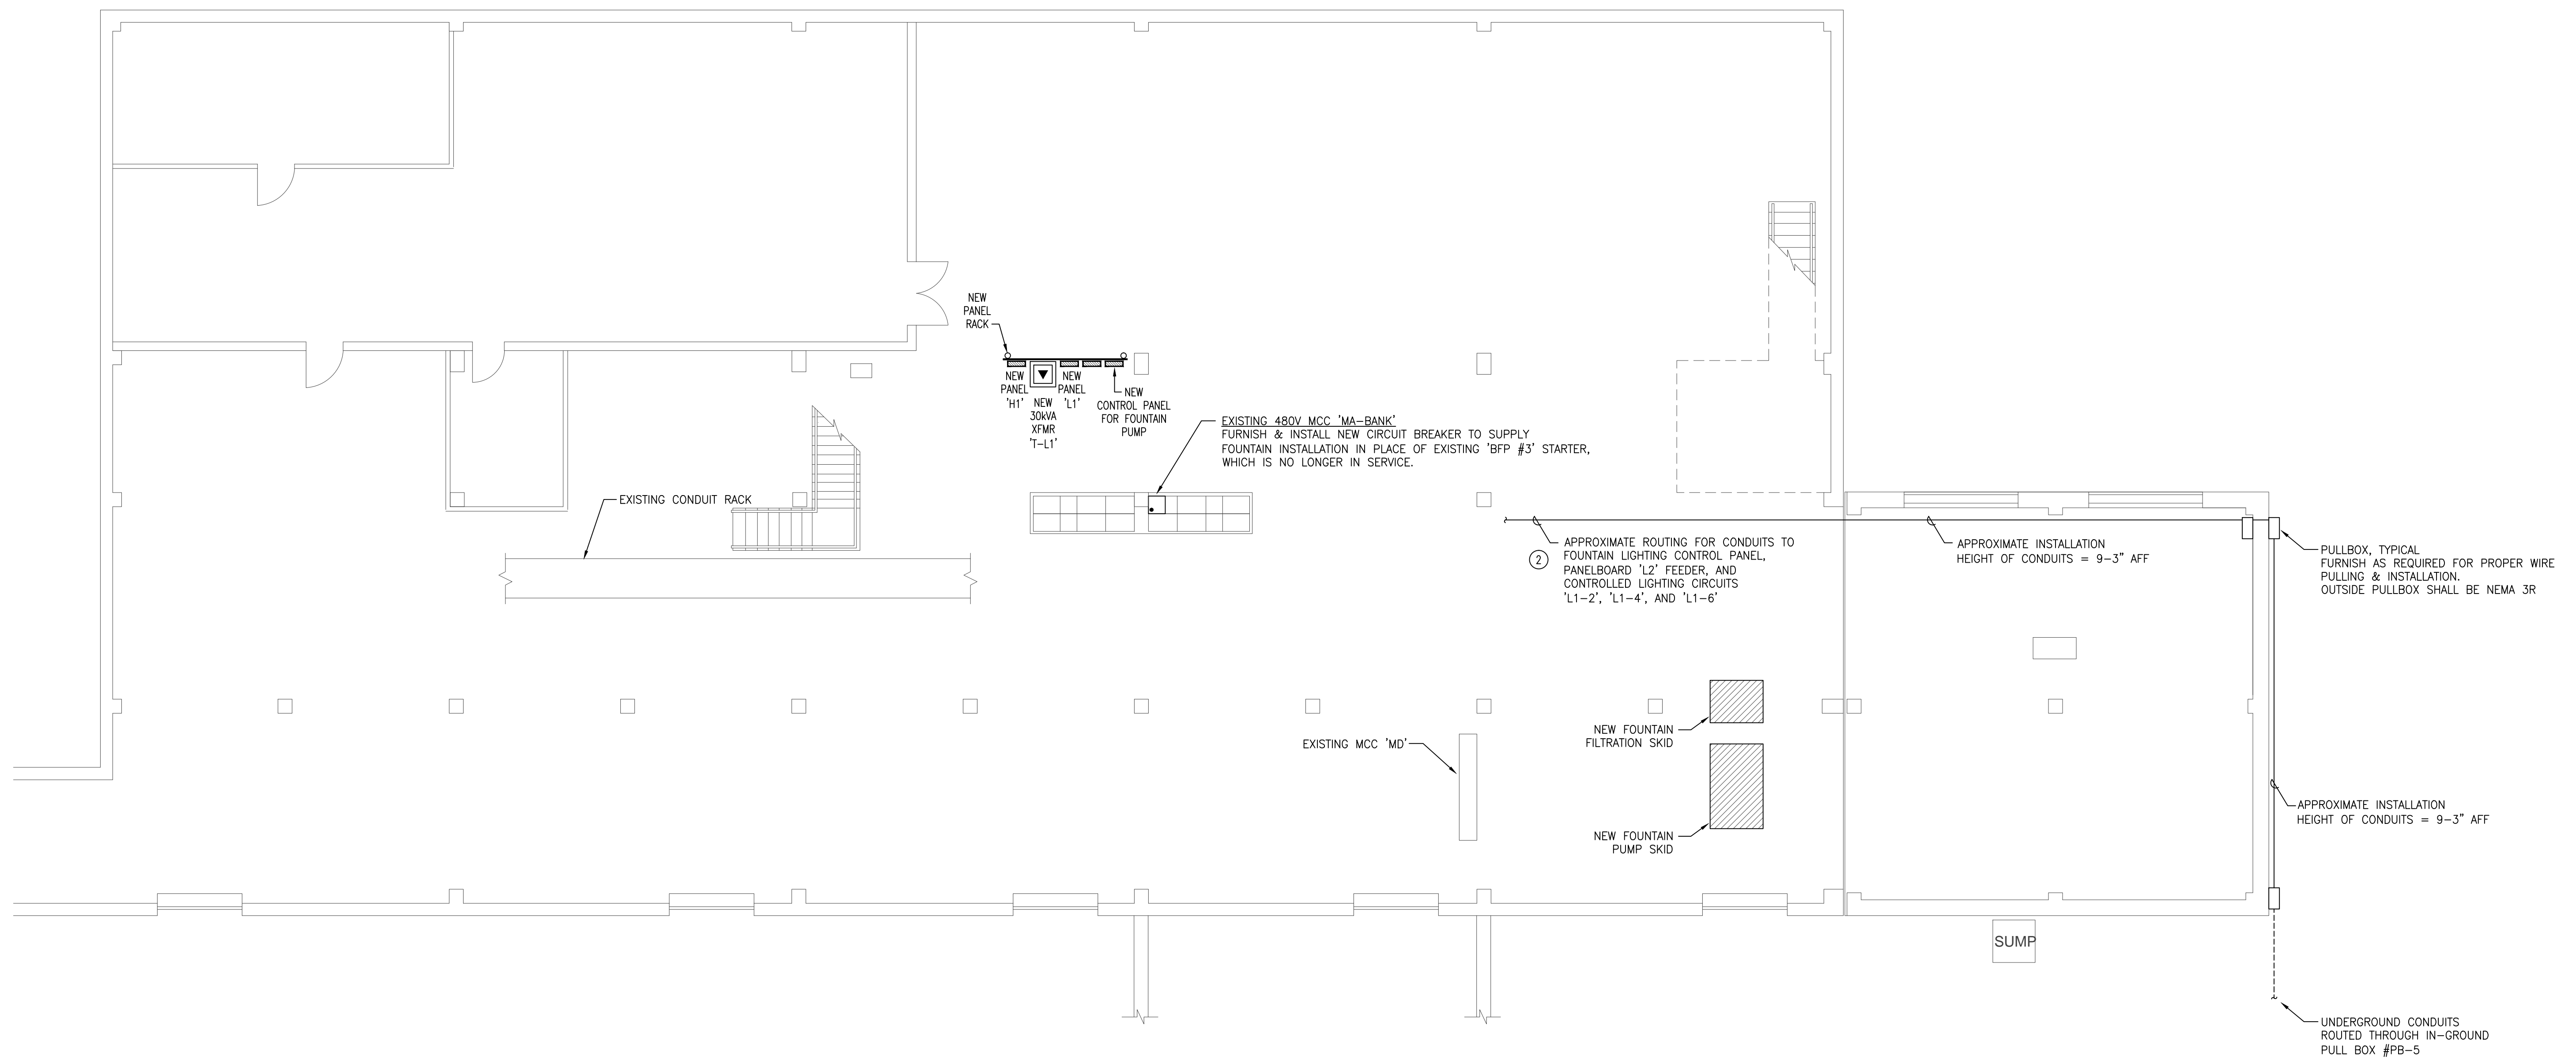 NEW
PANEL
RACK
NEW
PANEL
'H1'
NEW
30kVA
XFMR
'T-L1'
NEW
PANEL
'L1'
NEW
CONTROL PANEL
FOR FOUNTAIN
PUMP
EXISTING 480V MCC 'MA-BANK'
FURNISH & INSTALL NEW CIRCUIT BREAKER TO SUPPLY
FOUNTAIN INSTALLATION IN PLACE OF EXISTING 'BFP #3' STARTER,
WHICH IS NO LONGER IN SERVICE.
EXISTING CONDUIT RACK
2
APPROXIMATE ROUTING FOR CONDUITS TO
FOUNTAIN LIGHTING CONTROL PANEL,
PANELBOARD 'L2' FEEDER, AND
CONTROLLED LIGHTING CIRCUITS
'L1-2', 'L1-4', AND 'L1-6'
APPROXIMATE INSTALLATION
HEIGHT OF CONDUITS = 9-3" AFF
PULLBOX, TYPICAL
FURNISH AS REQUIRED FOR PROPER WIRE
PULLING & INSTALLATION.
OUTSIDE PULLBOX SHALL BE NEMA 3R
NEW FOUNTAIN
FILTRATION SKID
EXISTING MCC 'MD'
NEW FOUNTAIN
PUMP SKID
APPROXIMATE INSTALLATION
HEIGHT OF CONDUITS = 9-3" AFF
SUMP
UNDERGROUND CONDUITS
ROUTED THROUGH IN-GROUND
PULL BOX #PB-5